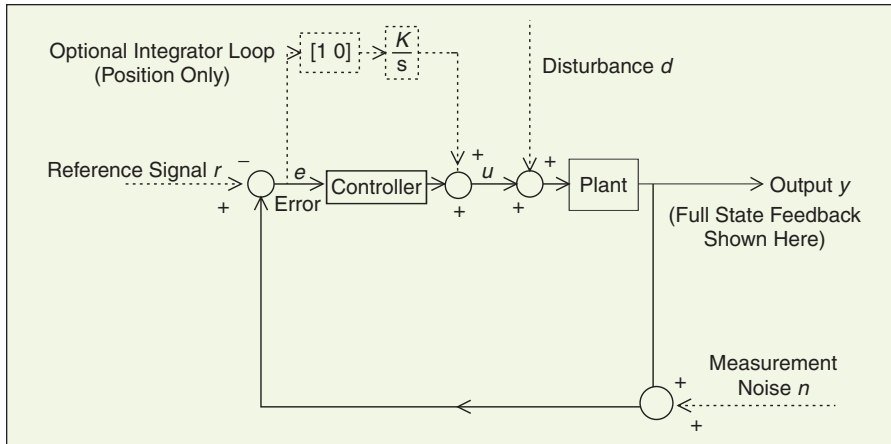 Optional Integrator Loop
(Position Only)
[1 0]
K
s
Disturbance d
Reference Signal r
−
+
e
Error
Controller
+
+
u
+
+
Plant
Output y
(Full State Feedback
Shown Here)
+
+
Measurement
Noise n